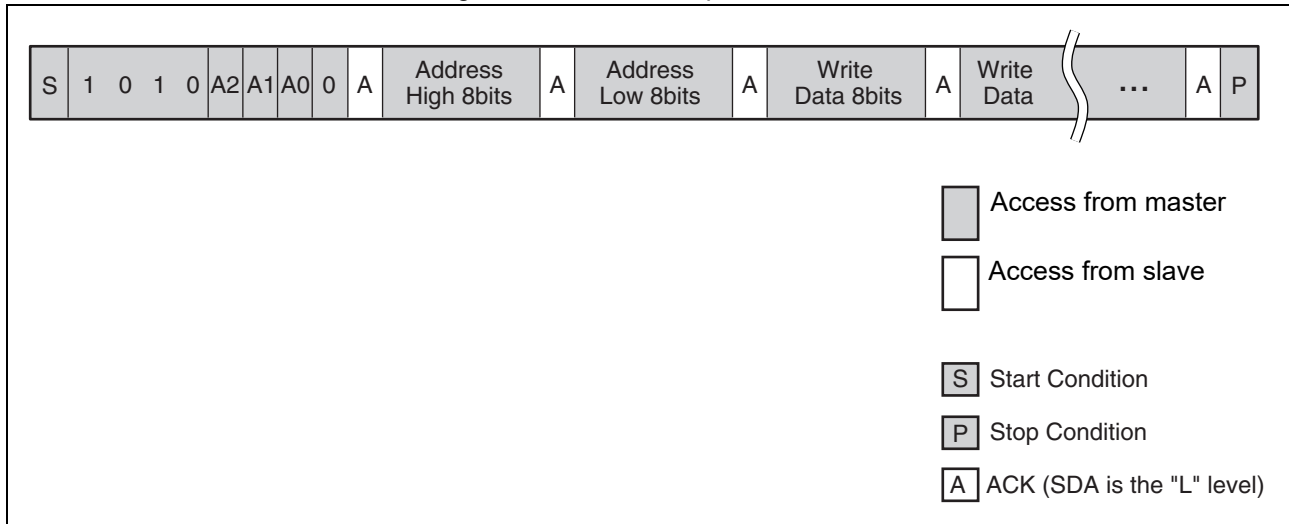 S 1 0 1 0 A2 A1 A0 0 A Address High 8bits A Address Low 8bits A Write Data 8bits A Write Data ... A P
Access from master
Access from slave
S Start Condition
P Stop Condition
A ACK (SDA is the "L" level)